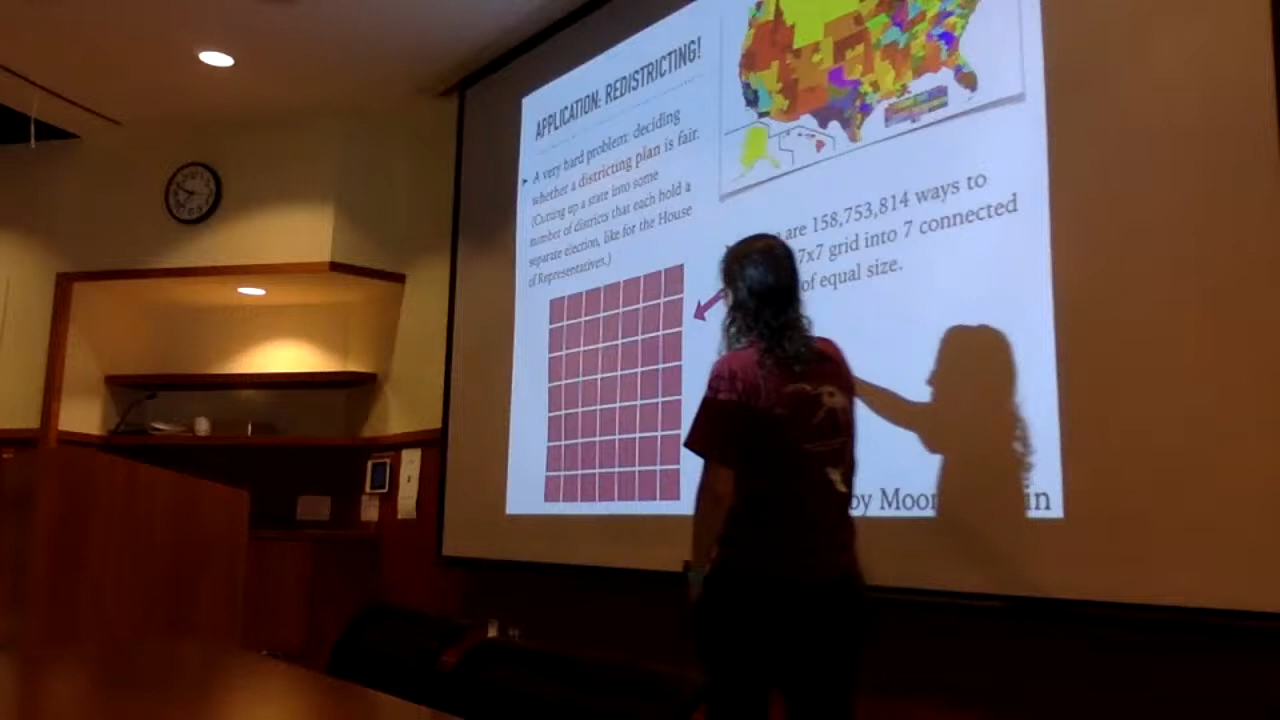 APPLICATION: REDISTRICTING!
A very hard problem: deciding
whether a districting plan is fair.
(Cutting up a state into some
number of districts that each hold a
separate election, like for the House
of Representatives.)
are 158,753,814 ways to
7x7 grid into 7 connected
of equal size.
by Moon in